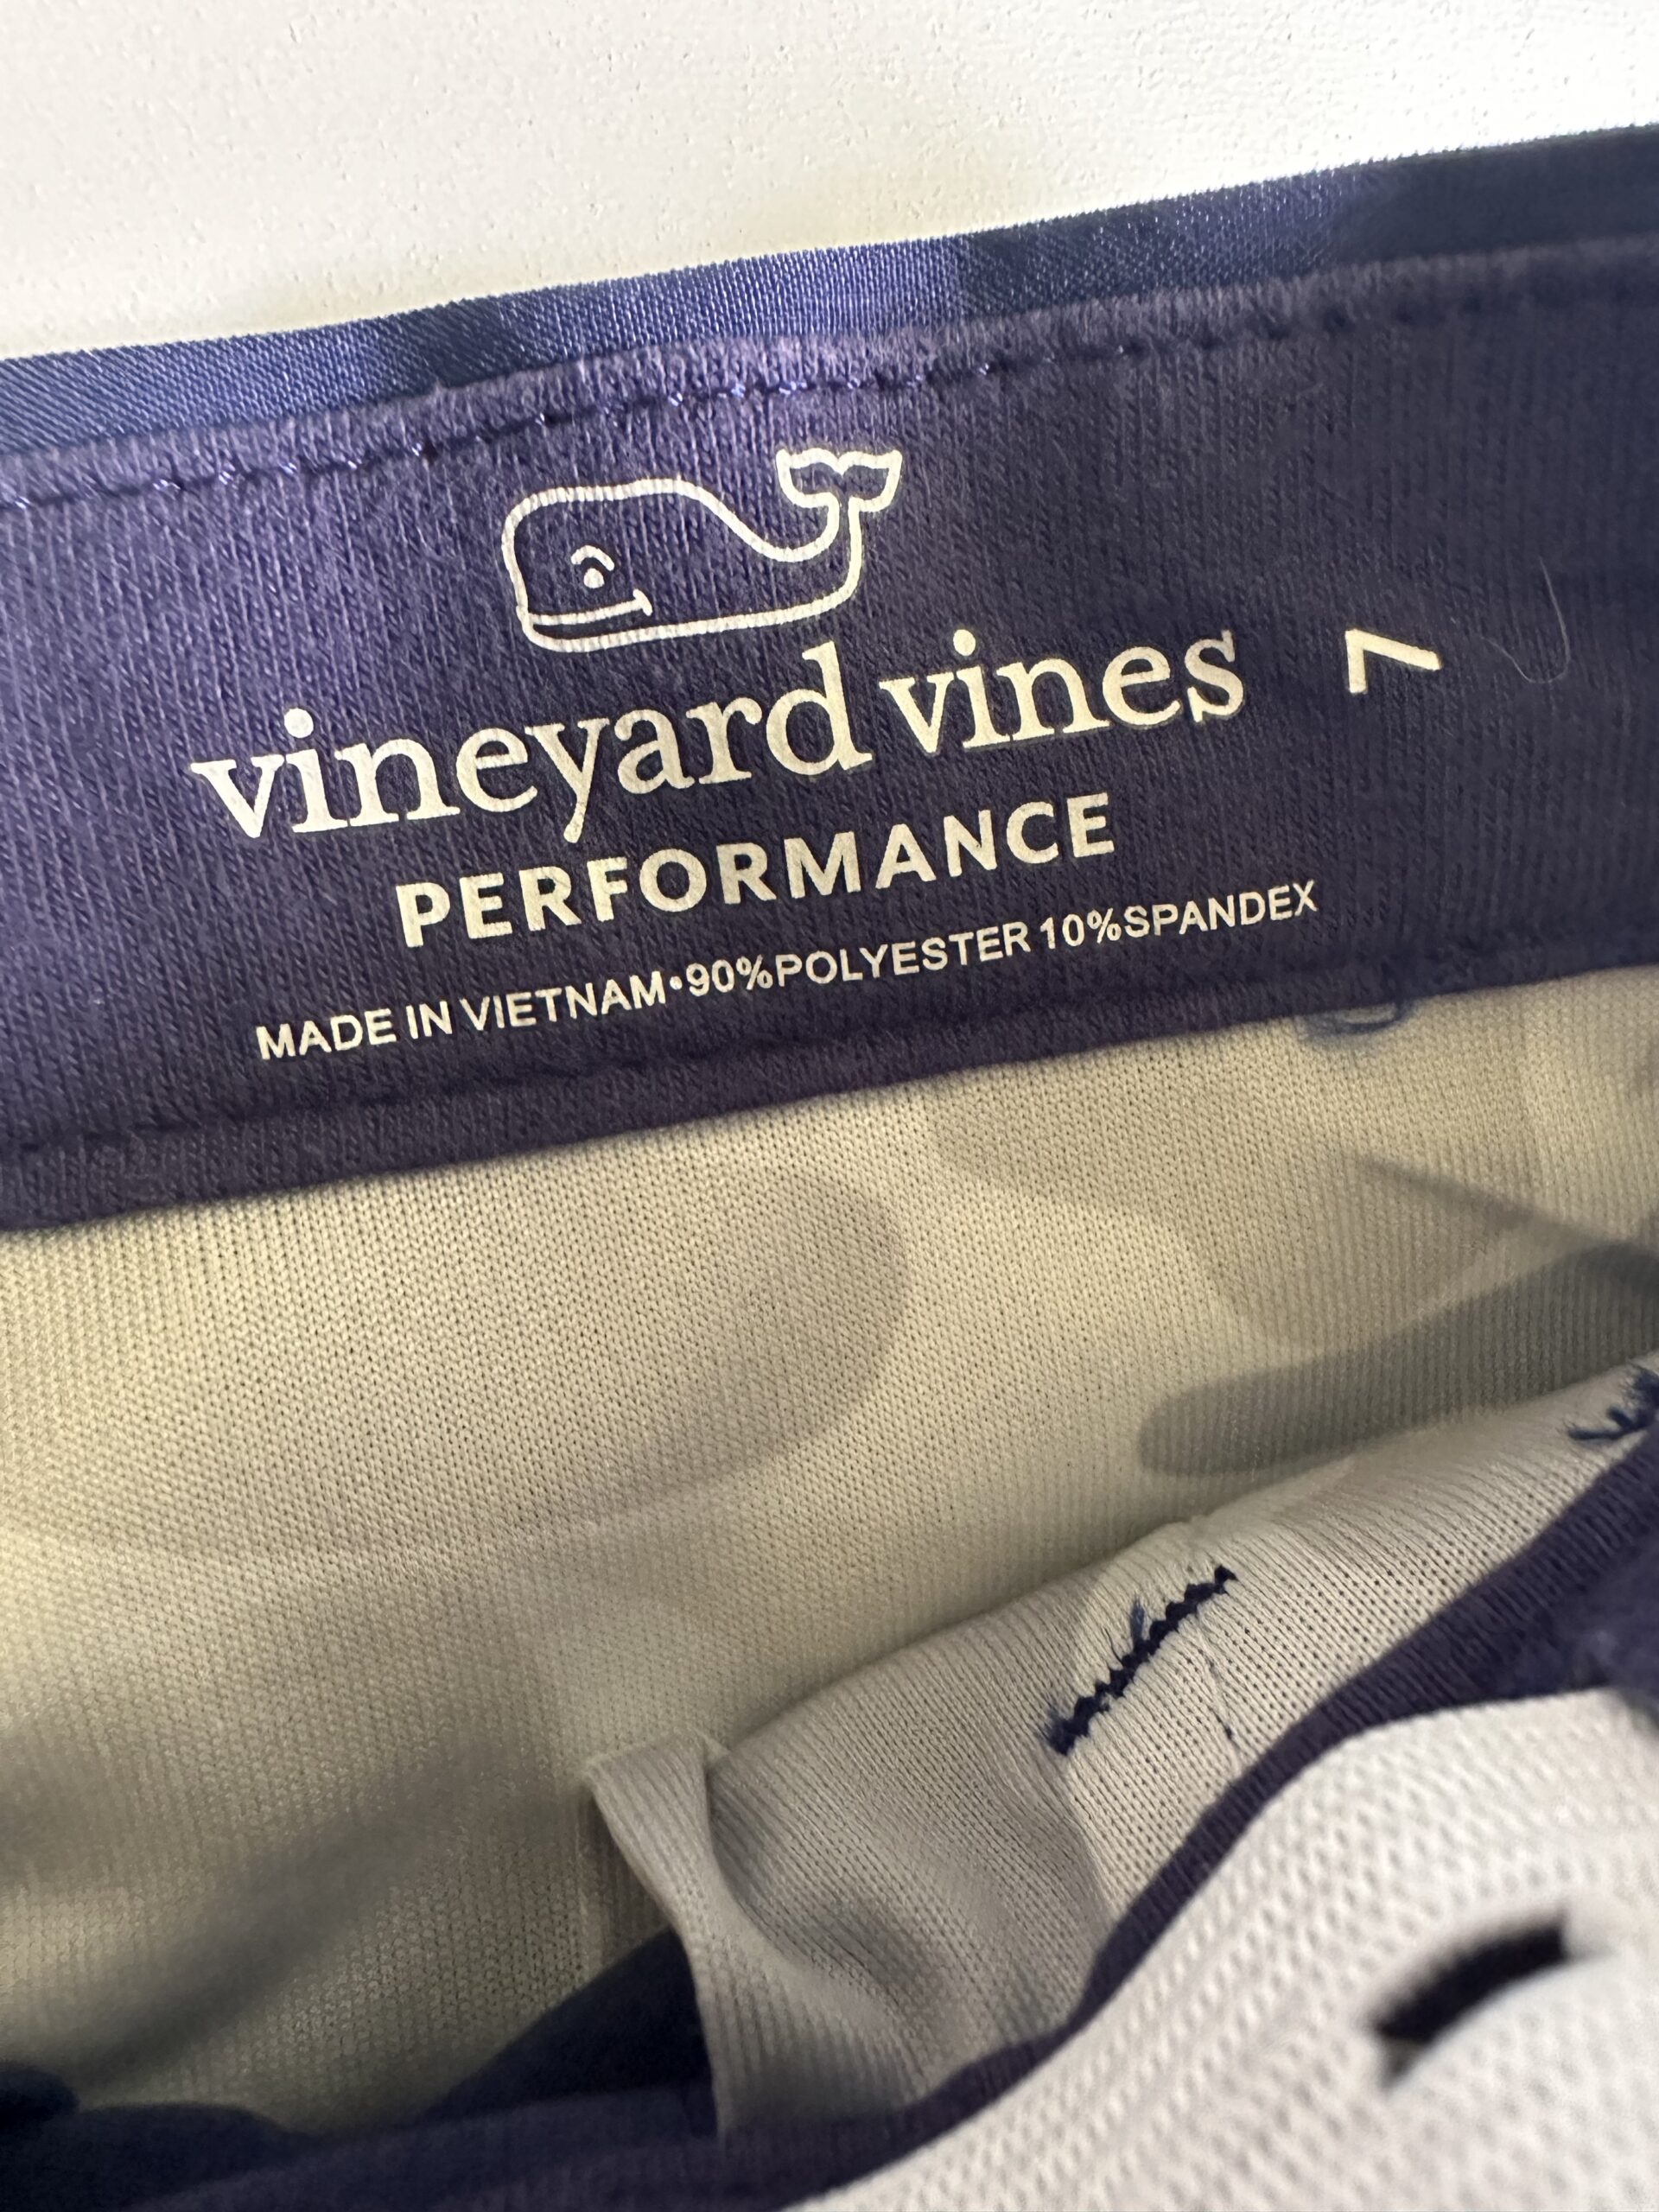 vineyard vines
L
PERFORMANCE
MADE IN VIETNAM•90%POLYESTER 10%SPANDEX